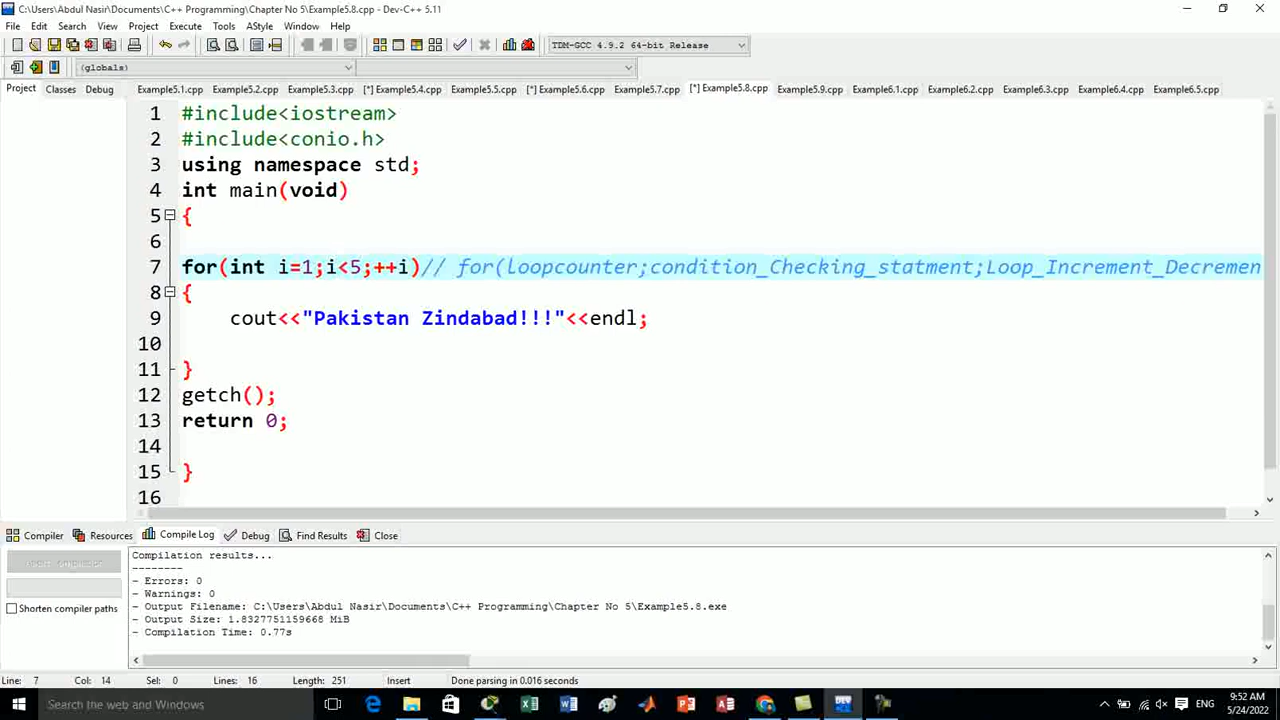 C:\Users\Abdul Nasir\Documents\C++ Programming\Chapter No 5\Example5.8.cpp - Dev-C++ 5.11
File Edit Search View Project Execute Tools AStyle Window Help
TDM-GCC 4.9.2 64-bit Release
(globals)
Project Classes Debug Example5.1.cpp Example5.2.cpp Example5.3.cpp [*] Example5.4.cpp Example5.5.cpp [*] Example5.6.cpp Example5.7.cpp [*] Example5.8.cpp Example5.9.cpp Example6.1.cpp Example6.2.cpp Example6.3.cpp Example6.4.cpp Example6.5.cpp
1 #include<iostream>
2 #include<conio.h>
3 using namespace std;
4 int main(void)
5 {
6
7 for(int i=1;i<5;++i)// for(loopcounter;condition_Checking_statment;Loop_Increment_Decremen
8 {
9 cout<<"Pakistan Zindabad!!!"<<endl;
10
11 }
12 getch();
13 return 0;
14
15 }
16
Compiler Resources Compile Log Debug Find Results Close
Compilation results...
--------
- Errors: 0
- Warnings: 0
- Output Filename: C:\Users\Abdul Nasir\Documents\C++ Programming\Chapter No 5\Example5.8.exe
- Output Size: 1.8327751159668 MiB
- Compilation Time: 0.77s
Shorten compiler paths
Line: 7 Col: 14 Sel: 0 Lines: 16 Length: 251 Insert Done parsing in 0.016 seconds
Search the web and Windows
ENG
9:52 AM
5/24/2022